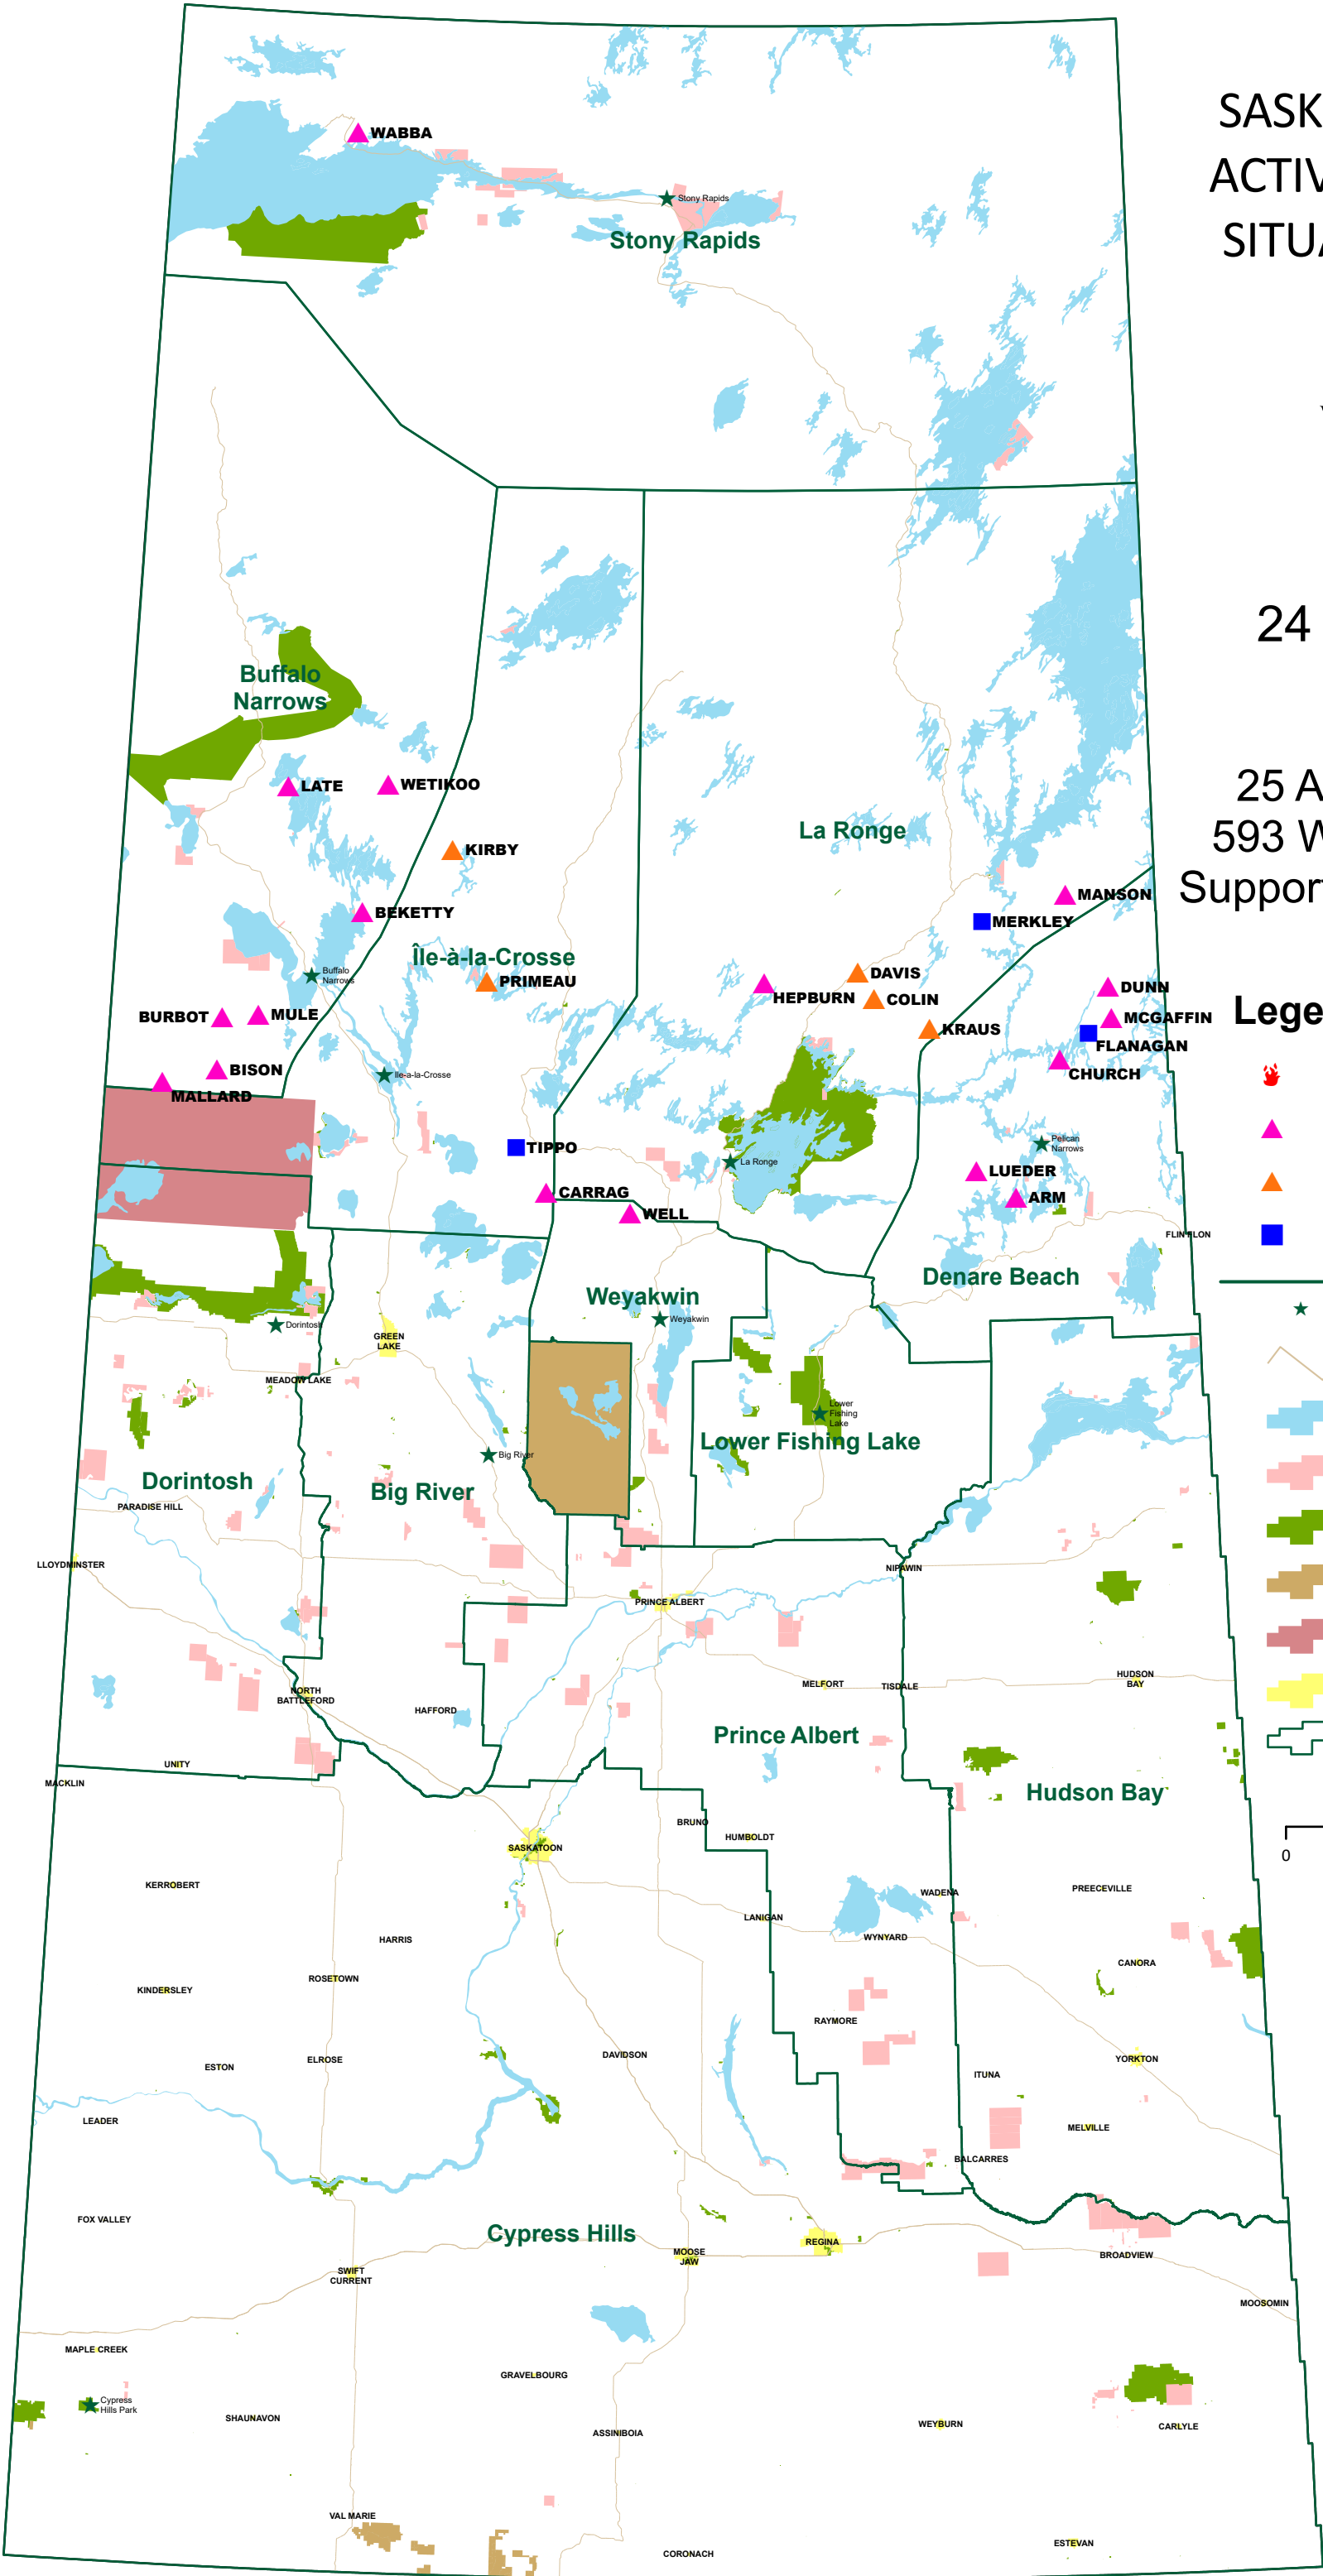 SASK
ACTIV
SITUA
24
25 A
593 W
Support
Lege
0
WABBA
Stony Rapids
Stony Rapids
Buffalo
Narrows
LATE
WETIKOO
KIRBY
La Ronge
BEKETTY
MANSON
MERKLEY
Île-à-la-Crosse
Buffalo
Narrows
PRIMEAU
DAVIS
HEPBURN
COLIN
DUNN
BURBOT
MULE
KRAUS
MCGAFFIN
FLANAGAN
BISON
Ile-a-la-Crosse
CHURCH
MALLARD
TIPPO
Pelican
Narrows
La Ronge
LUEDER
CARRAG
ARM
WELL
FLIN FLON
Denare Beach
Weyakwin
Weyakwin
Dorintosh
GREEN
LAKE
MEADOW LAKE
Lower
Fishing
Lake
Lower Fishing Lake
Big River
Dorintosh
Big River
PARADISE HILL
LLOYDMINSTER
NIPAWIN
PRINCE ALBERT
HUDSON
BAY
MELFORT
TISDALE
NORTH
BATTLEFORD
HAFFORD
Prince Albert
UNITY
MACKLIN
Hudson Bay
BRUNO
HUMBOLDT
SASKATOON
KERROBERT
WADENA
PREECEVILLE
LANIGAN
WYNYARD
HARRIS
CANORA
ROSETOWN
KINDERSLEY
RAYMORE
DAVIDSON
ELROSE
ESTON
YORKTON
ITUNA
LEADER
MELVILLE
BALCARRES
FOX VALLEY
Cypress Hills
REGINA
MOOSE
JAW
BROADVIEW
SWIFT
CURRENT
MOOSOMIN
MAPLE CREEK
GRAVELBOURG
Cypress
Hills Park
SHAUNAVON
WEYBURN
CARLYLE
ASSINIBOIA
VAL MARIE
ESTEVAN
CORONACH